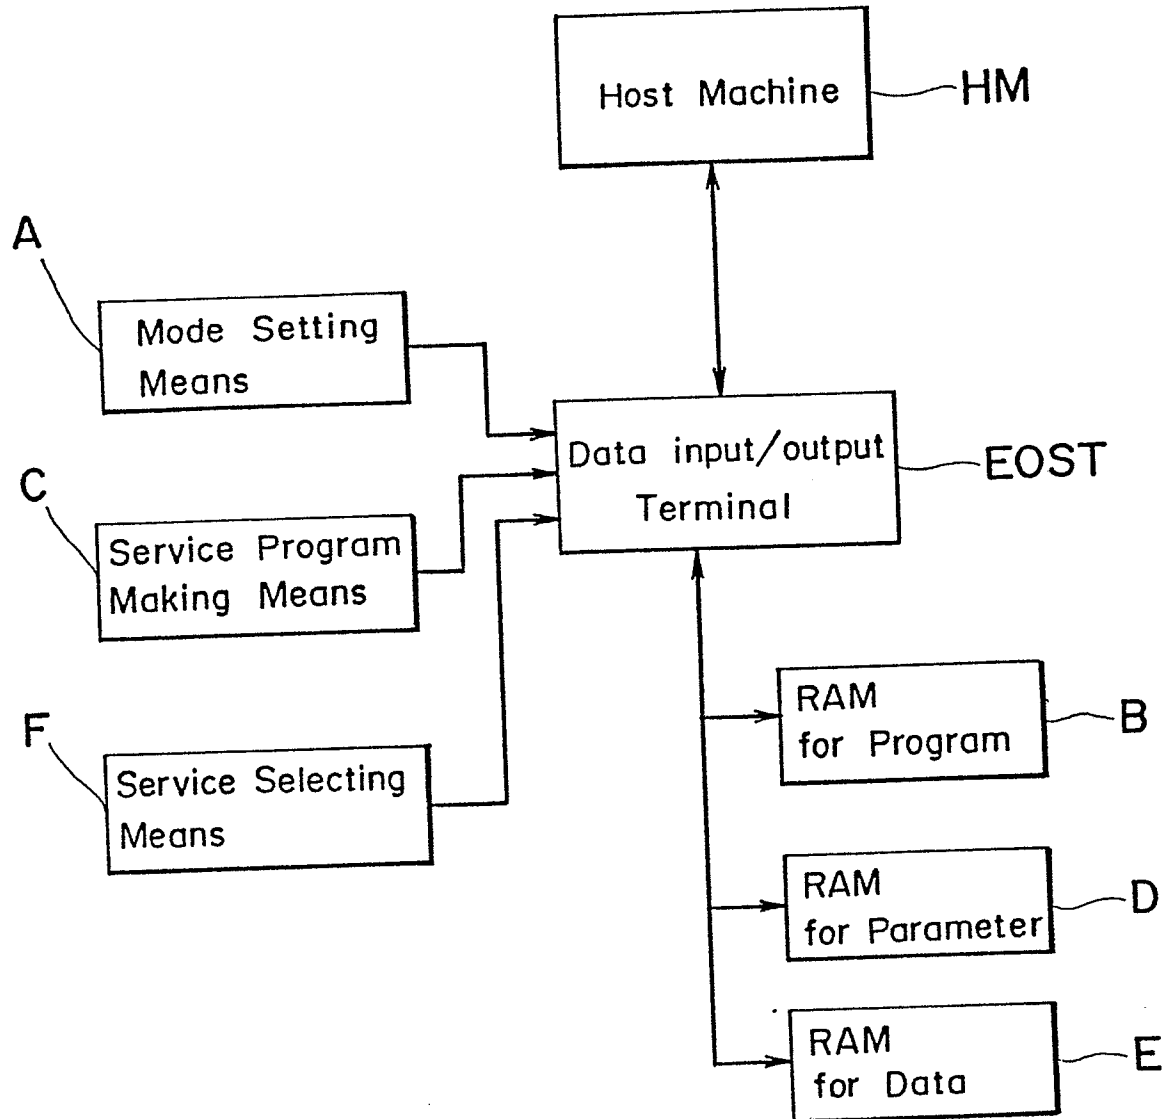 Host Machine
HM
A
Mode Setting
Means
Data input/output
Terminal
EOST
C
Service Program
Making Means
F
Service Selecting
Means
RAM
for Program
B
RAM
for Parameter
D
RAM
for Data
E